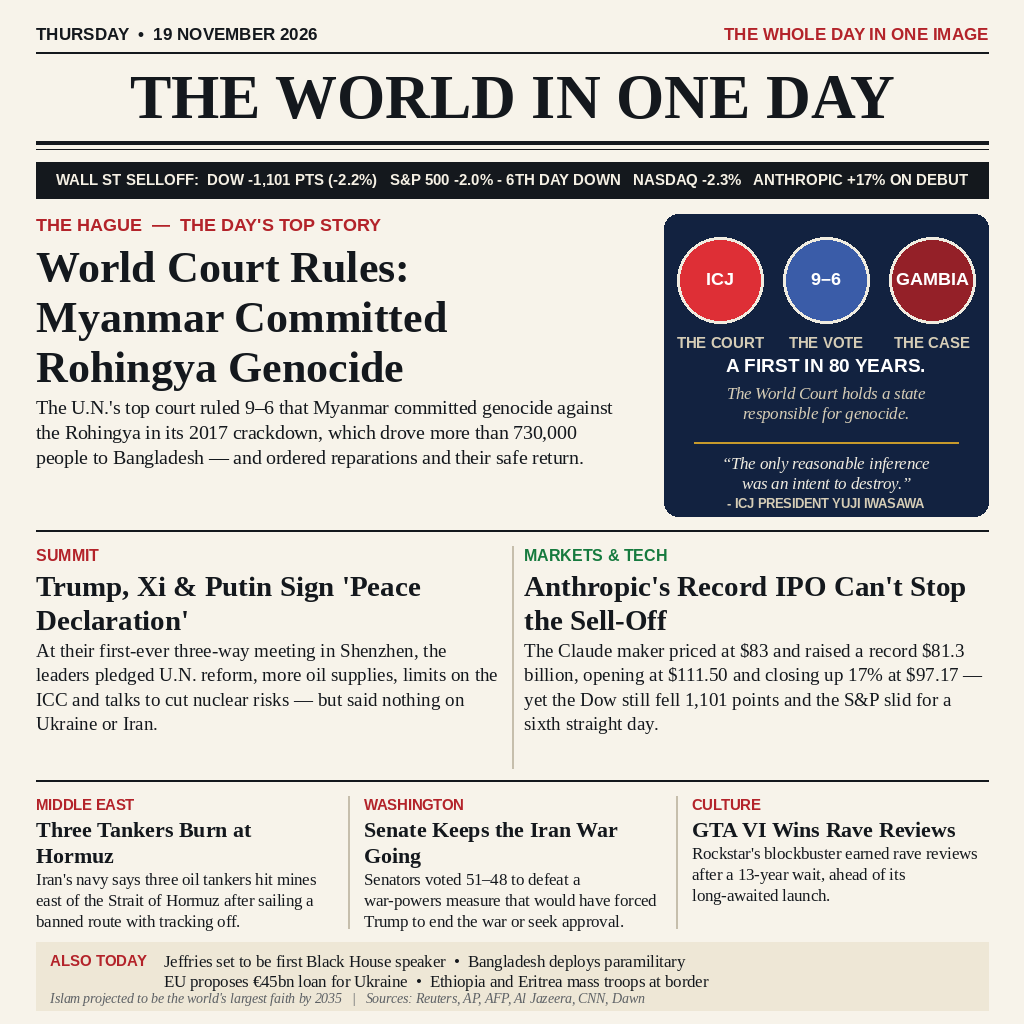 THURSDAY • 19 NOVEMBER 2026
THE WHOLE DAY IN ONE IMAGE
THE WORLD IN ONE DAY
WALL ST SELLOFF: DOW -1,101 PTS (-2.2%) S&P 500 -2.0% - 6TH DAY DOWN NASDAQ -2.3% ANTHROPIC +17% ON DEBUT
THE HAGUE — THE DAY'S TOP STORY
World Court Rules:
Myanmar Committed
Rohingya Genocide
The U.N.'s top court ruled 9–6 that Myanmar committed genocide against
the Rohingya in its 2017 crackdown, which drove more than 730,000
people to Bangladesh — and ordered reparations and their safe return.
ICJ 9–6 GAMBIA
THE COURT THE VOTE THE CASE
A FIRST IN 80 YEARS.
The World Court holds a state
responsible for genocide.
“The only reasonable inference
was an intent to destroy.”
- ICJ PRESIDENT YUJI IWASAWA
SUMMIT
Trump, Xi & Putin Sign 'Peace
Declaration'
At their first-ever three-way meeting in Shenzhen, the
leaders pledged U.N. reform, more oil supplies, limits on the
ICC and talks to cut nuclear risks — but said nothing on
Ukraine or Iran.
MARKETS & TECH
Anthropic's Record IPO Can't Stop
the Sell-Off
The Claude maker priced at $83 and raised a record $81.3
billion, opening at $111.50 and closing up 17% at $97.17 —
yet the Dow still fell 1,101 points and the S&P slid for a
sixth straight day.
MIDDLE EAST
Three Tankers Burn at
Hormuz
Iran's navy says three oil tankers hit mines
east of the Strait of Hormuz after sailing a
banned route with tracking off.
WASHINGTON
Senate Keeps the Iran War
Going
Senators voted 51–48 to defeat a
war-powers measure that would have forced
Trump to end the war or seek approval.
CULTURE
GTA VI Wins Rave Reviews
Rockstar's blockbuster earned rave reviews
after a 13-year wait, ahead of its
long-awaited launch.
ALSO TODAY
Jeffries set to be first Black House speaker • Bangladesh deploys paramilitary
EU proposes €45bn loan for Ukraine • Ethiopia and Eritrea mass troops at border
Islam projected to be the world's largest faith by 2035 | Sources: Reuters, AP, AFP, Al Jazeera, CNN, Dawn